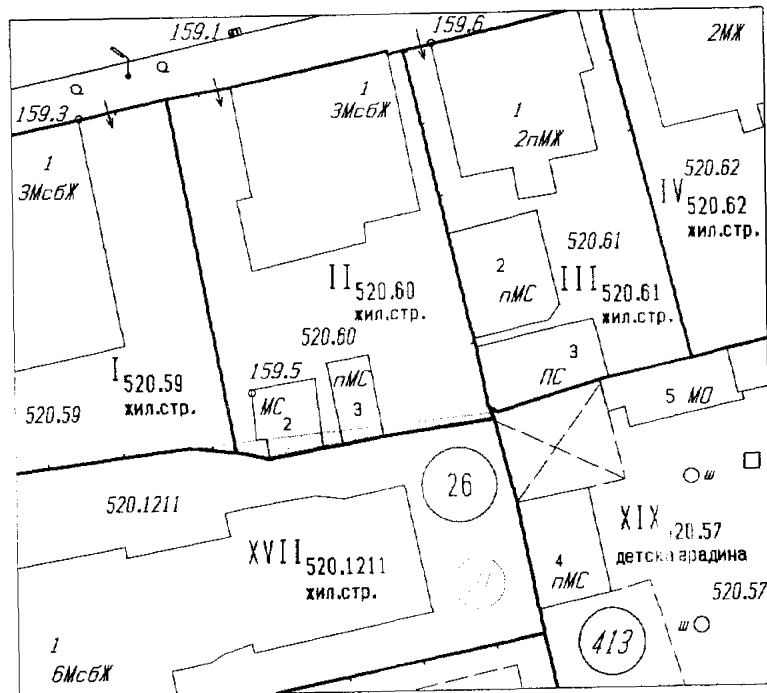 159.1
159.6
2МЖ
159.3
1
3МсбЖ
1
2пМЖ
1
3МсбЖ
520.62
IV 520.62
жил.стр.
520.61
2
пМС
II 520.60
жил.стр.
III 520.61
жил.стр.
520.60
I 520.59
жил.стр.
159.5
пМС
3
МС
2
3
ПС
5 МО
520.59
26
ш
520.1211
XVII 520.1211
жил.стр.
XIX 520.57
детска градина
4
пМС
520.57
1
6МсбЖ
413
ш